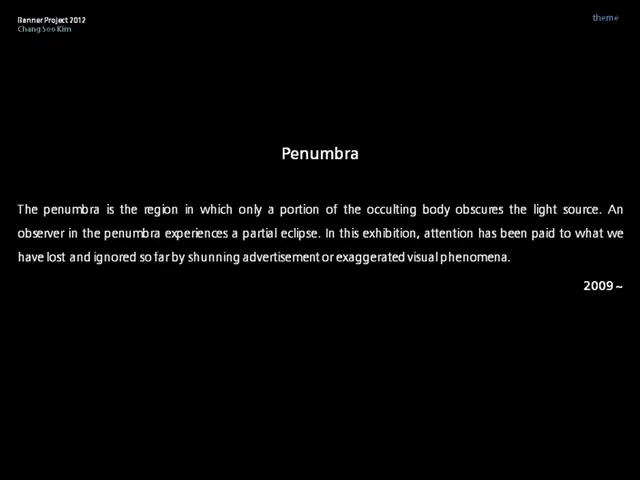 Banner Project 2012
Chang Soo Kim
theme
Penumbra
The penumbra is the region in which only a portion of the occulting body obscures the light source. An
observer in the penumbra experiences a partial eclipse. In this exhibition, attention has been paid to what we
have lost and ignored so far by shunning advertisement or exaggerated visual phenomena.
2009 ~